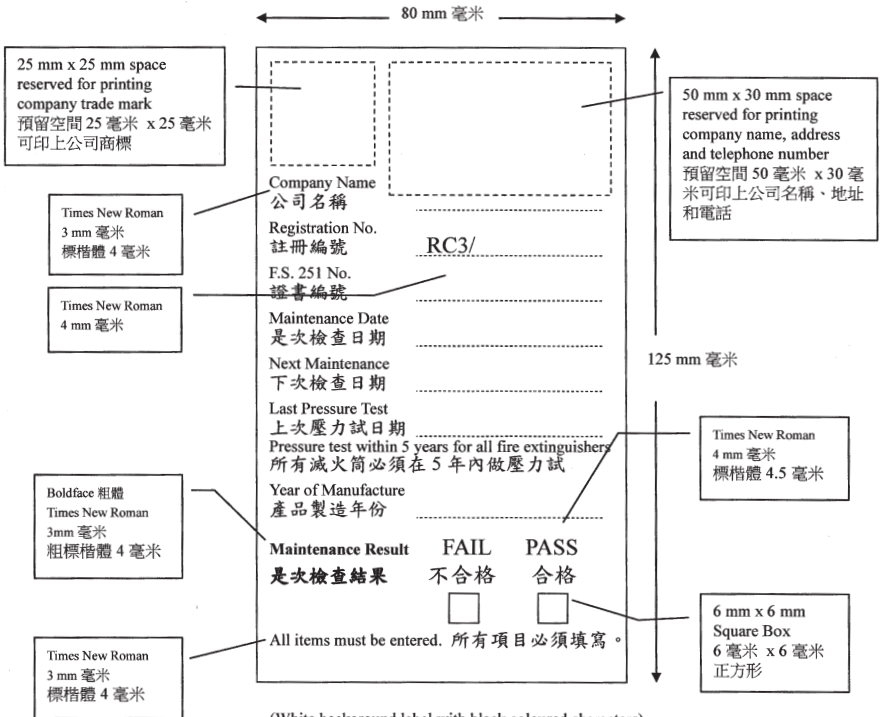 80 mm 毫米
25 mm x 25 mm space
reserved for printing
company trade mark
預留空間 25 毫米 x 25 毫米
可印上公司商標
50 mm x 30 mm space
reserved for printing
company name, address
and telephone number
預留空間 50 毫米 x 30 毫
米可印上公司名稱、地址
和電話
Times New Roman
3 mm 毫米
標楷體 4 毫米
Times New Roman
4 mm 毫米
Company Name
公司名稱
Registration No.
註冊編號 RC3/
F.S. 251 No.
證書編號
Maintenance Date
是次檢查日期
Next Maintenance
下次檢查日期
Last Pressure Test
上次壓力試日期
Pressure test within 5 years for all fire extinguishers
所有滅火筒必須在 5 年內做壓力試
Year of Manufacture
產品製造年份
Maintenance Result FAIL PASS
是次檢查結果 不合格 合格
All items must be entered. 所有項目必須填寫。
125 mm 毫米
Times New Roman
4 mm 毫米
標楷體 4.5 毫米
Boldface 粗體
Times New Roman
3mm 毫米
粗標楷體 4 毫米
6 mm x 6 mm
Square Box
6 毫米 x 6 毫米
正方形
Times New Roman
3 mm 毫米
標楷體 4 毫米
(White background label with black coloured characters)